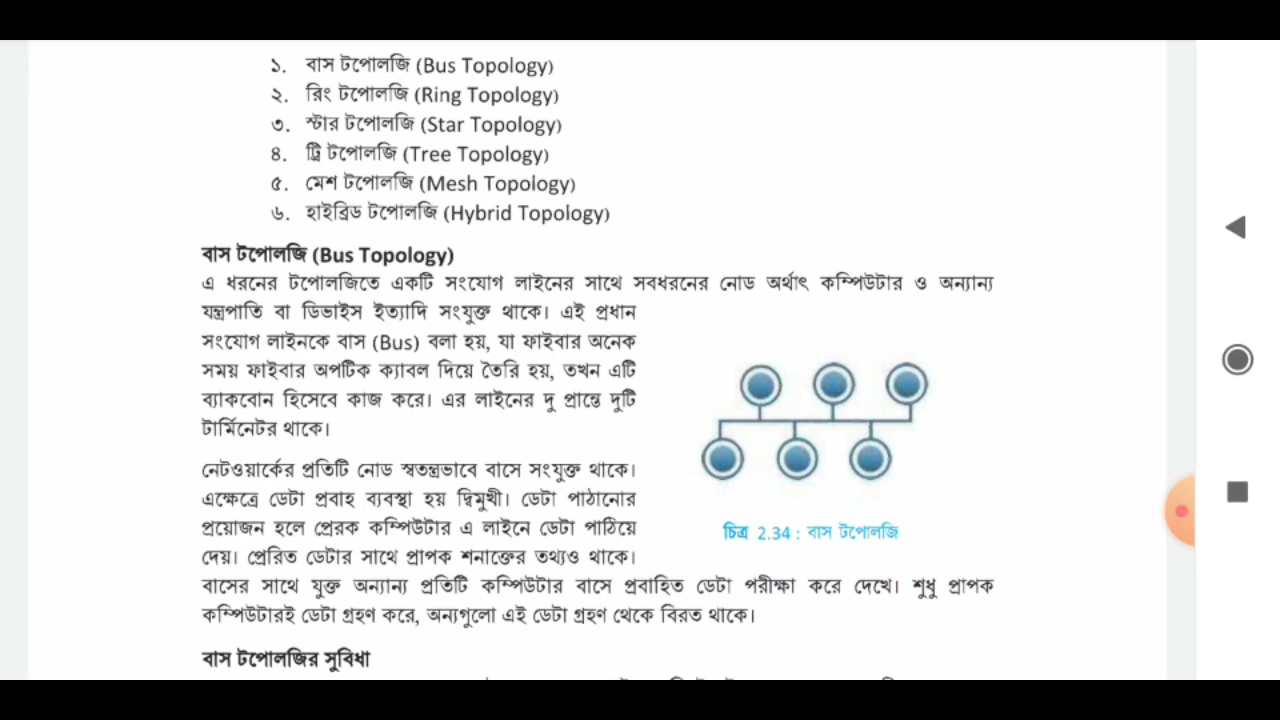 ১. বাস টপোলজি (Bus Topology)
২. রিং টপোলজি (Ring Topology)
৩. স্টার টপোলজি (Star Topology)
৪. ট্রি টপোলজি (Tree Topology)
৫. মেশ টপোলজি (Mesh Topology)
৬. হাইব্রিড টপোলজি (Hybrid Topology)
বাস টপোলজি (Bus Topology)
এ ধরনের টপোলজিতে একটি সংযোগ লাইনের সাথে সবধরনের নোড অর্থাৎ কম্পিউটার ও অন্যান্য
যন্ত্রপাতি বা ডিভাইস ইত্যাদি সংযুক্ত থাকে। এই প্রধান
সংযোগ লাইনকে বাস (Bus) বলা হয়, যা ফাইবার অনেক
সময় ফাইবার অপটিক ক্যাবল দিয়ে তৈরি হয়, তখন এটি
ব্যাকবোন হিসেবে কাজ করে। এর লাইনের দু প্রান্তে দুটি
টার্মিনেটর থাকে।
নেটওয়ার্কের প্রতিটি নোড স্বতন্ত্রভাবে বাসে সংযুক্ত থাকে।
এক্ষেত্রে ডেটা প্রবাহ ব্যবস্থা হয় দ্বিমুখী। ডেটা পাঠানোর
প্রয়োজন হলে প্রেরক কম্পিউটার এ লাইনে ডেটা পাঠিয়ে
দেয়। প্রেরিত ডেটার সাথে প্রাপক শনাক্তের তথ্যও থাকে।
বাসের সাথে যুক্ত অন্যান্য প্রতিটি কম্পিউটার বাসে প্রবাহিত ডেটা পরীক্ষা করে দেখে। শুধু প্রাপক
কম্পিউটারই ডেটা গ্রহণ করে, অন্যগুলো এই ডেটা গ্রহণ থেকে বিরত থাকে।
চিত্র 2.34 : বাস টপোলজি
বাস টপোলজির সুবিধা